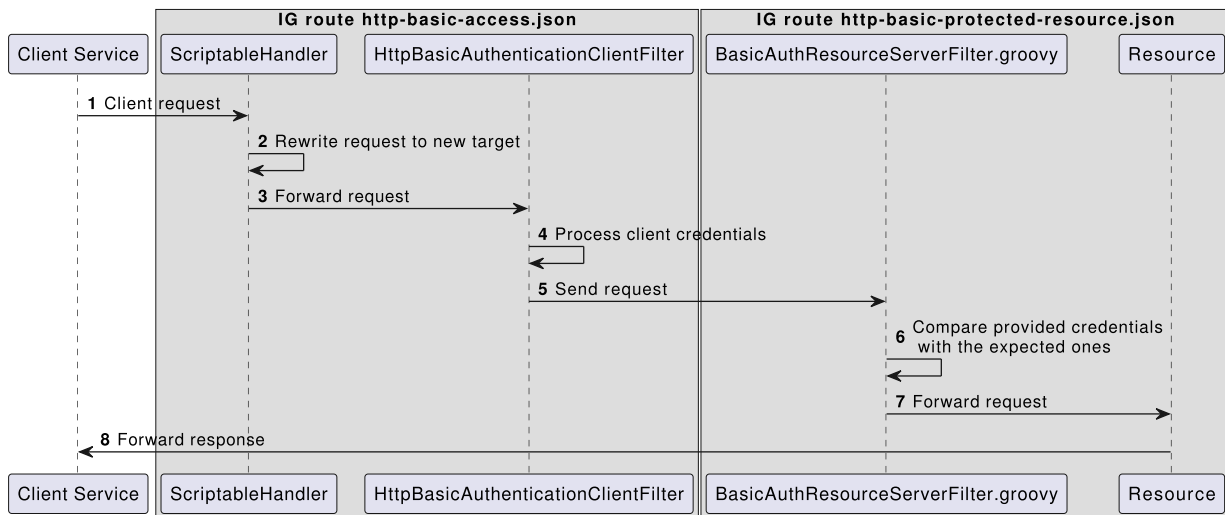 IG route http-basic-access.json
IG route http-basic-protected-resource.json
Client Service
ScriptableHandler
HttpBasicAuthenticationClientFilter
BasicAuthResourceServerFilter.groovy
Resource
1 Client request
2 Rewrite request to new target
3 Forward request
4 Process client credentials
5 Send request
6 Compare provided credentials
with the expected ones
7 Forward request
8 Forward response
Client Service
ScriptableHandler
HttpBasicAuthenticationClientFilter
BasicAuthResourceServerFilter.groovy
Resource